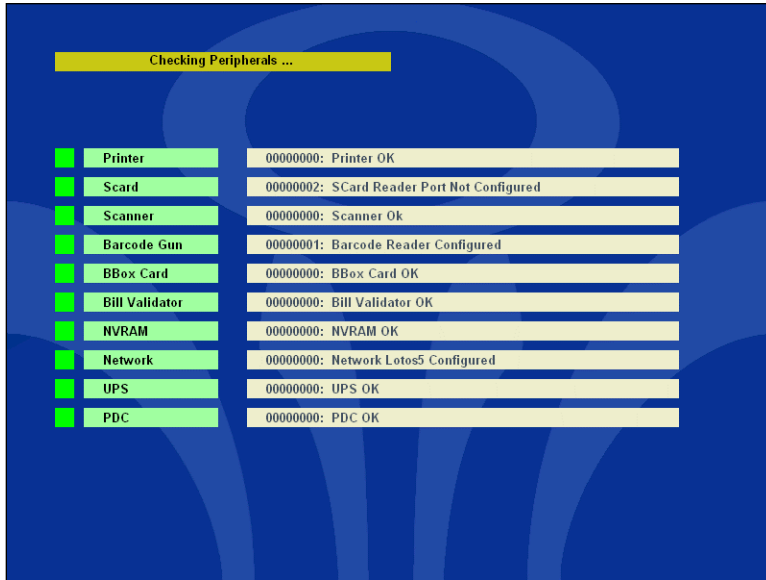 Checking Peripherals ...
Printer 00000000: Printer OK
Scard 00000002: SCard Reader Port Not Configured
Scanner 00000000: Scanner Ok
Barcode Gun 00000001: Barcode Reader Configured
BBox Card 00000000: BBox Card OK
Bill Validator 00000000: Bill Validator OK
NVRAM 00000000: NVRAM OK
Network 00000000: Network Lotos5 Configured
UPS 00000000: UPS OK
PDC 00000000: PDC OK